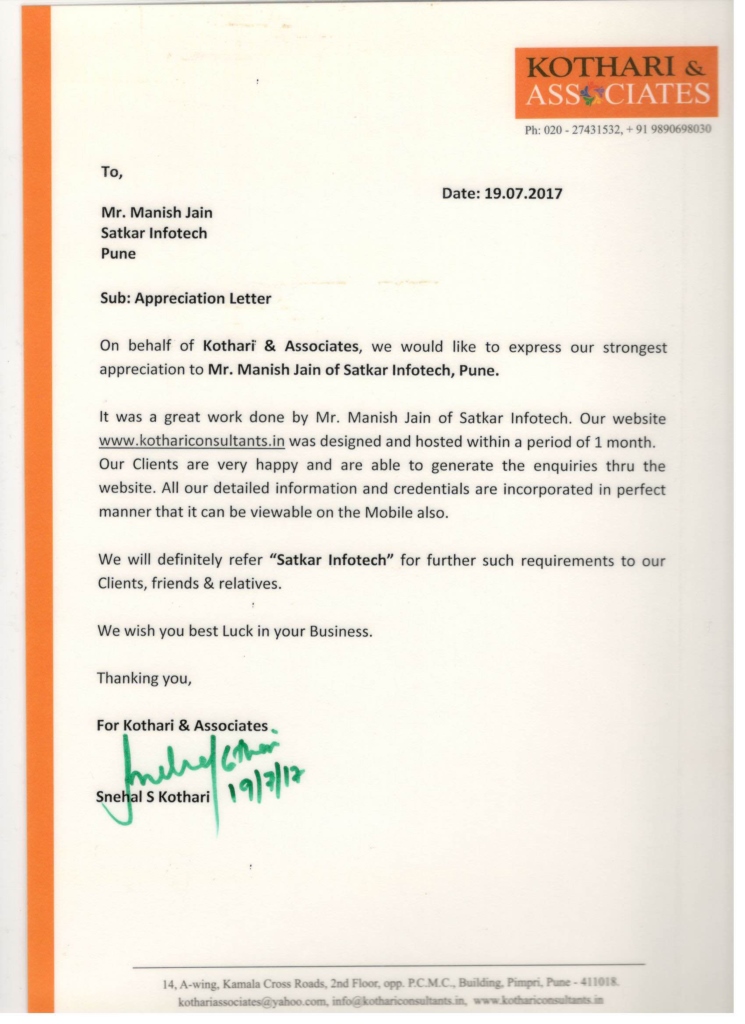 KOTHARI &
ASSOCIATES
Ph: 020 - 27431532, + 91 9890698030
To,
Date: 19.07.2017
Mr. Manish Jain
Satkar Infotech
Pune
Sub: Appreciation Letter
On behalf of Kothari & Associates, we would like to express our strongest
appreciation to Mr. Manish Jain of Satkar Infotech, Pune.
It was a great work done by Mr. Manish Jain of Satkar Infotech. Our website
www.kothariconsultants.in was designed and hosted within a period of 1 month.
Our Clients are very happy and are able to generate the enquiries thru the
website. All our detailed information and credentials are incorporated in perfect
manner that it can be viewable on the Mobile also.
We will definitely refer “Satkar Infotech” for further such requirements to our
Clients, friends & relatives.
We wish you best Luck in your Business.
Thanking you,
For Kothari & Associates
Snehal S Kothari
19/7/17
14, A-wing, Kamala Cross Roads, 2nd Floor, opp. P.C.M.C., Building, Pimpri, Pune - 411018.
kothariassociates@yahoo.com, info@kothariconsultants.in, www.kothariconsultants.in